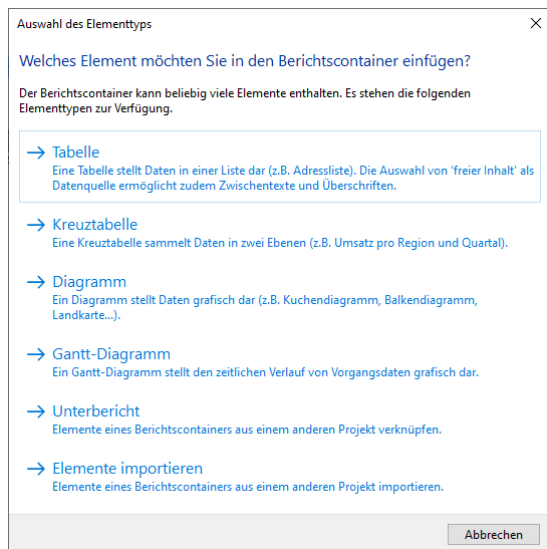 Auswahl des Elementtyps
Welches Element möchten Sie in den Berichtscontainer einfügen?
Der Berichtscontainer kann beliebig viele Elemente enthalten. Es stehen die folgenden
Elementtypen zur Verfügung.
Tabelle
Eine Tabelle stellt Daten in einer Liste dar (z.B. Adressliste). Die Auswahl von 'freier Inhalt' als
Datenquelle ermöglicht zudem Zwischentexte und Überschriften.
Kreuztabelle
Eine Kreuztabelle sammelt Daten in zwei Ebenen (z.B. Umsatz pro Region und Quartal).
Diagramm
Ein Diagramm stellt Daten grafisch dar (z.B. Kuchendiagramm, Balkendiagramm,
Landkarte...).
Gantt-Diagramm
Ein Gantt-Diagramm stellt den zeitlichen Verlauf von Vorgangsdaten grafisch dar.
Unterbericht
Elemente eines Berichtscontainers aus einem anderen Projekt verknüpfen.
Elemente importieren
Elemente eines Berichtscontainers aus einem anderen Projekt importieren.
Abbrechen